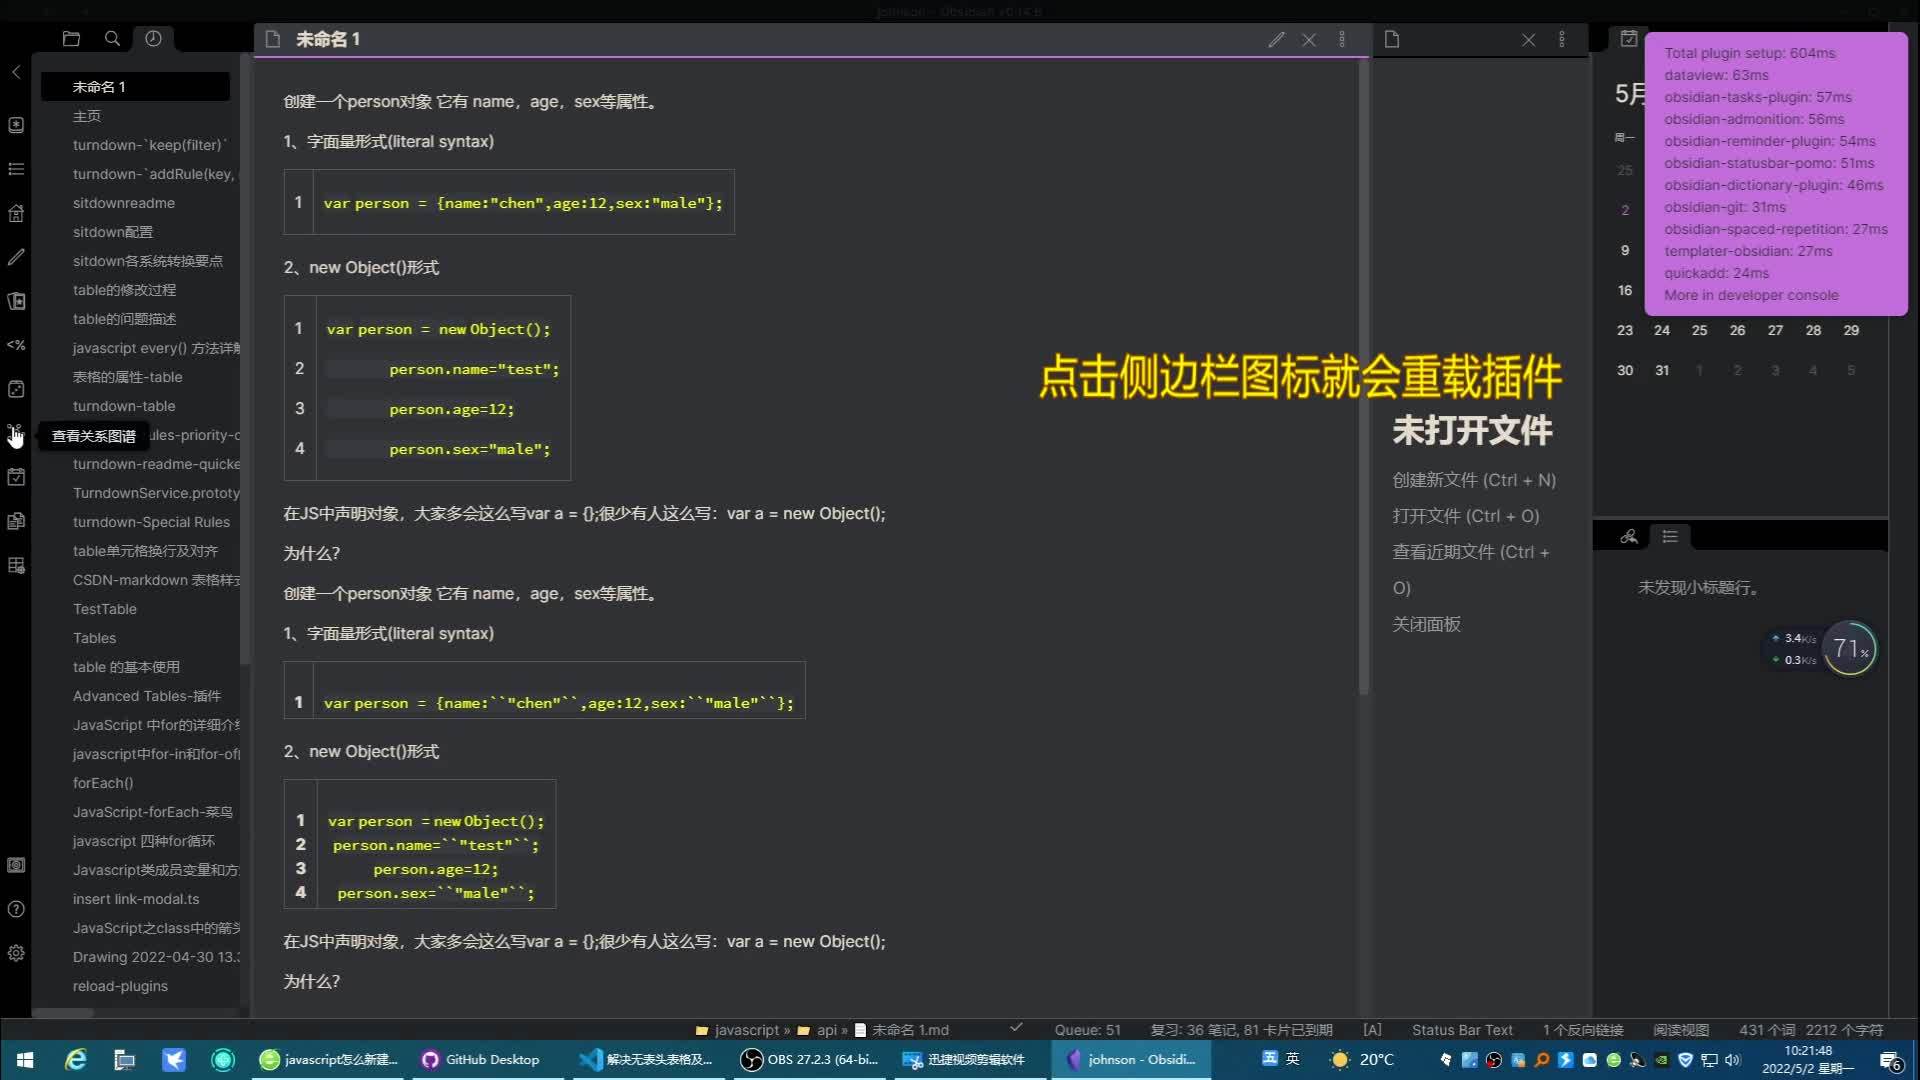 johnson - Obsidian v0.14.6
未命名 1
未命名 1
主页
turndown-`keep(filter)`
turndown-`addRule(key,
sitdownreadme
sitdown配置
sitdown各系统转换要点
table的修改过程
table的问题描述
javascript every() 方法详解
表格的属性-table
turndown-table
查看关系图谱
ules-priority-c
turndown-readme-quicke
TurndownService.prototy
turndown-Special Rules
table单元格换行及对齐
CSDN-markdown 表格样式
TestTable
Tables
table 的基本使用
Advanced Tables-插件
JavaScript 中for的详细介绍
javascript中for-in和for-of
forEach()
JavaScript-forEach-菜鸟
javascript 四种for循环
Javascript类成员变量和方
insert link-modal.ts
JavaScript之class中的箭头
Drawing 2022-04-30 13.
reload-plugins
创建一个person对象 它有 name，age，sex等属性。
1、字面量形式(literal syntax)
1 var person = {name:"chen",age:12,sex:"male"};
2、new Object()形式
1 var person = new Object();
2 person.name="test";
3 person.age=12;
4 person.sex="male";
在JS中声明对象，大家多会这么写var a = {};很少有人这么写：var a = new Object();
为什么?
创建一个person对象 它有 name，age，sex等属性。
1、字面量形式(literal syntax)
1 var person = {name:``"chen"``,age:12,sex:``"male"``};
2、new Object()形式
1 var person = new Object();
2 person.name=``"test"``;
3 person.age=12;
4 person.sex=``"male"``;
在JS中声明对象，大家多会这么写var a = {};很少有人这么写：var a = new Object();
为什么?
点击侧边栏图标就会重载插件
未打开文件
创建新文件 (Ctrl + N)
打开文件 (Ctrl + O)
查看近期文件 (Ctrl +
O)
关闭面板
Total plugin setup: 604ms
dataview: 63ms
obsidian-tasks-plugin: 57ms
obsidian-admonition: 56ms
obsidian-reminder-plugin: 54ms
obsidian-statusbar-pomo: 51ms
obsidian-dictionary-plugin: 46ms
obsidian-git: 31ms
obsidian-spaced-repetition: 27ms
templater-obsidian: 27ms
quickadd: 24ms
More in developer console
5月
周一
25
2
9
16
23 24 25 26 27 28 29
30 31 1 2 3 4 5
未发现小标题行。
3.4K/s
0.3K/s
71%
javascript » api » 未命名 1.md
Queue: 51
复习: 36 笔记, 81 卡片已到期
[A]
Status Bar Text
1 个反向链接
阅读视图
431 个词
2212 个字符
javascript怎么新建...
GitHub Desktop
解决无表头表格及...
OBS 27.2.3 (64-bi...
迅捷视频剪辑软件
johnson - Obsidi...
英
20°C
10:21:48
2022/5/2 星期一
6